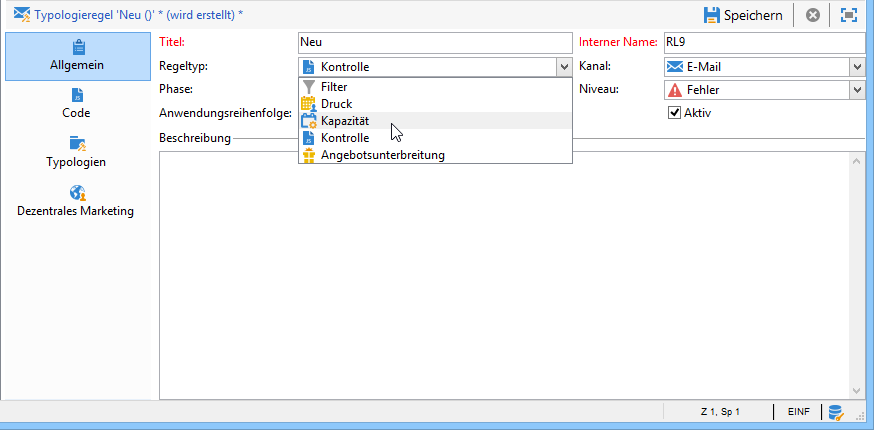 Typologieregel 'Neu ()' * (wird erstellt) *
Speichern
Allgemein
Code
Typologien
Dezentrales Marketing
Titel: Neu Interner Name: RL9
Regeltyp: Kontrolle Kanal: E-Mail
Phase: Niveau: Fehler
Anwendungsreihenfolge: Aktiv
Filter
Druck
Kapazität
Kontrolle
Angebotsunterbreitung
Beschreibung
Z 1, Sp 1 EINF